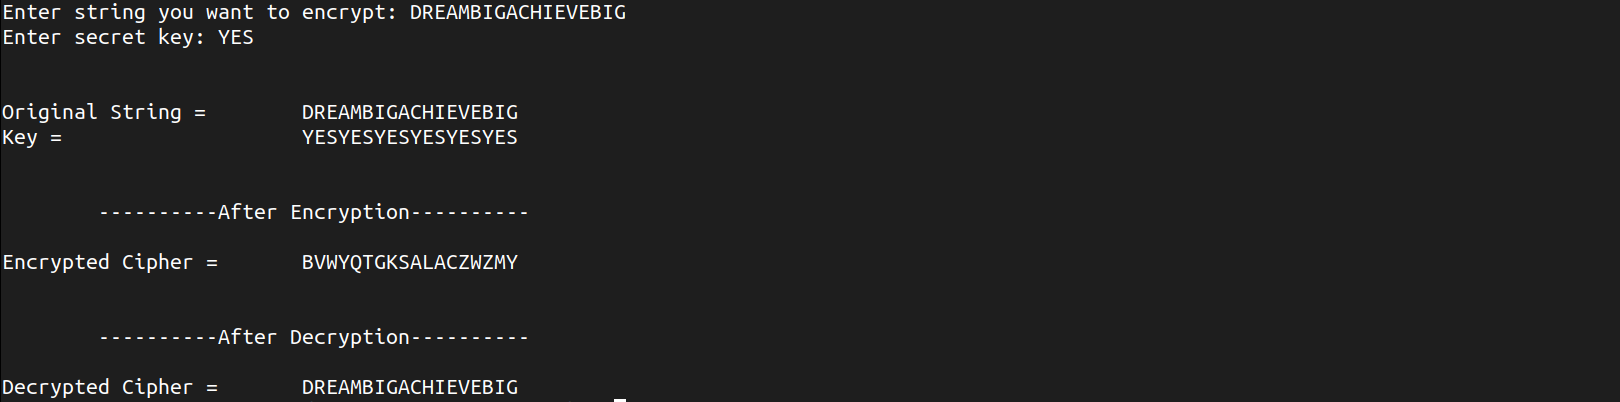 Enter string you want to encrypt: DREAMBIGACHIEVEBIG
Enter secret key: YES
Original String = DREAMBIGACHIEVEBIG
Key = YESYESYESYESYESYES
----------After Encryption----------
Encrypted Cipher = BVWYQTGKSALACZWZMY
----------After Decryption----------
Decrypted Cipher = DREAMBIGACHIEVEBIG